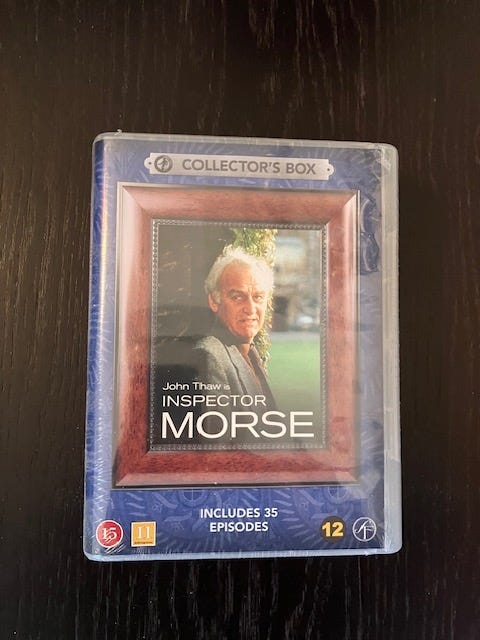 COLLECTOR'S BOX
John Thaw is
INSPECTOR
MORSE
INCLUDES 35
EPISODES
15
11
12